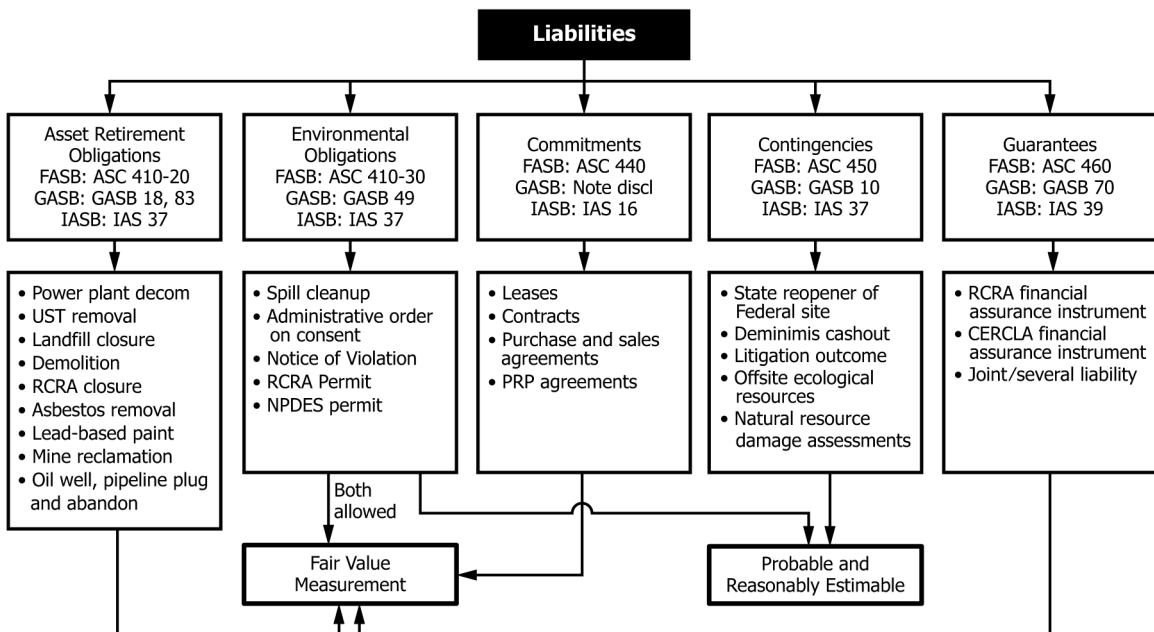 Liabilities
Asset Retirement
Obligations
FASB: ASC 410-20
GASB: GASB 18, 83
IASB: IAS 37
Environmental
Obligations
FASB: ASC 410-30
GASB: GASB 49
IASB: IAS 37
Commitments
FASB: ASC 440
GASB: Note discl
IASB: IAS 16
Contingencies
FASB: ASC 450
GASB: GASB 10
IASB: IAS 37
Guarantees
FASB: ASC 460
GASB: GASB 70
IASB: IAS 39
• Power plant decom
• UST removal
• Landfill closure
• Demolition
• RCRA closure
• Asbestos removal
• Lead-based paint
• Mine reclamation
• Oil well, pipeline plug
and abandon
• Spill cleanup
• Administrative order
on consent
• Notice of Violation
• RCRA Permit
• NPDES permit
• Leases
• Contracts
• Purchase and sales
agreements
• PRP agreements
• State reopener of
Federal site
• Deminimis cashout
• Litigation outcome
• Offsite ecological
resources
• Natural resource
damage assessments
• RCRA financial
assurance instrument
• CERCLA financial
assurance instrument
• Joint/several liability
Both
allowed
Fair Value
Measurement
Probable and
Reasonably Estimable